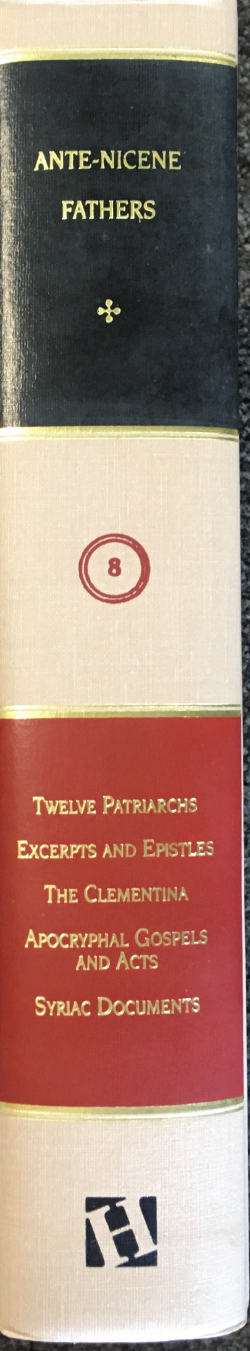 ANTE-NICENE
FATHERS
8
TWELVE PATRIARCHS
EXCERPTS AND EPISTLES
THE CLEMENTINA
APOCRYPHAL GOSPELS
AND ACTS
SYRIAC DOCUMENTS
H